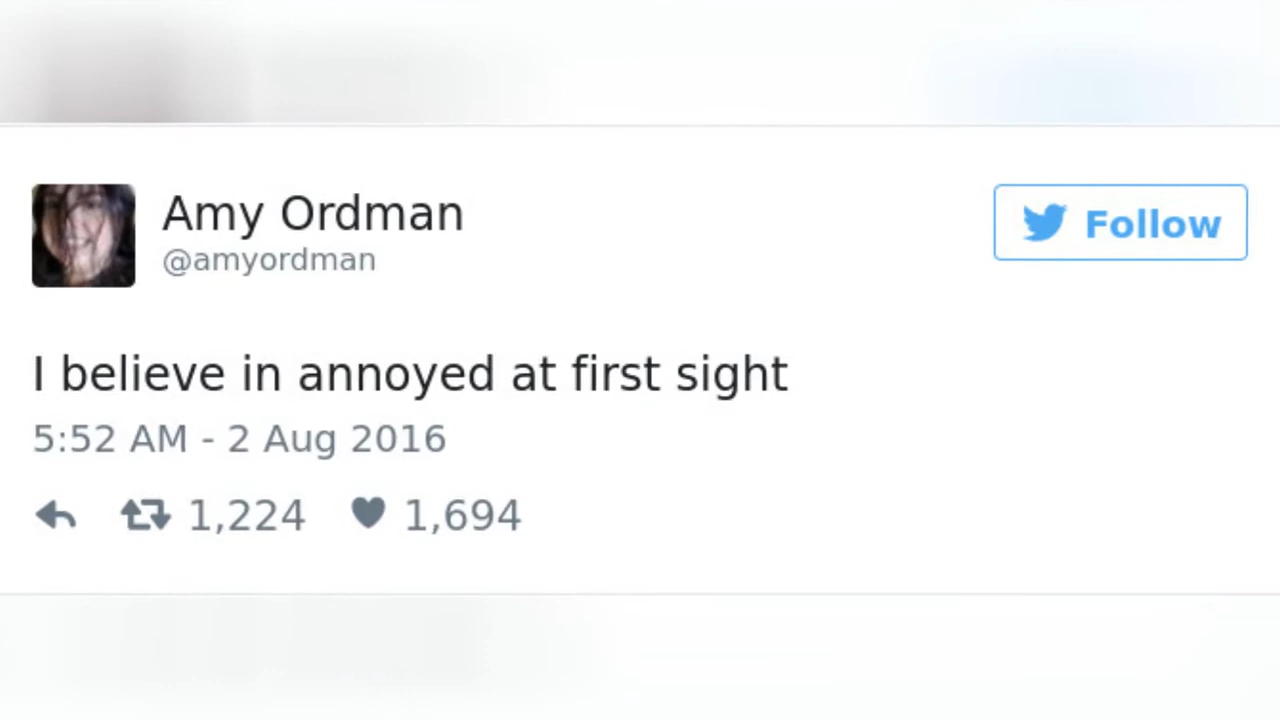 Amy Ordman
@amyordman
Follow
I believe in annoyed at first sight
5:52 AM - 2 Aug 2016
1,224 1,694